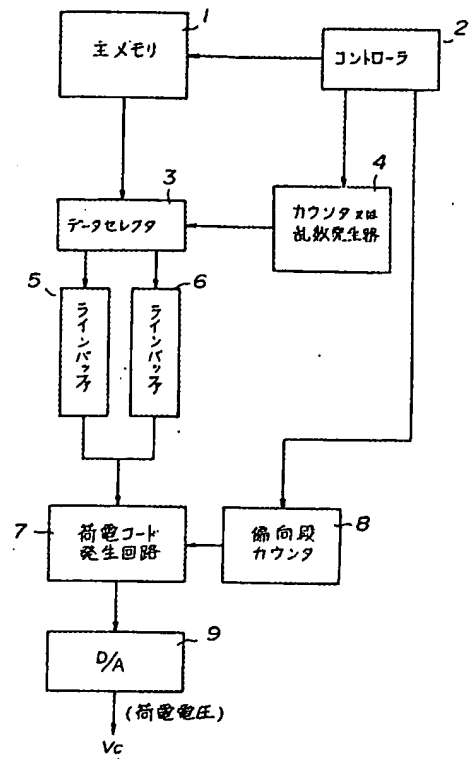 1
主メモリ
2
コントローラ
3
データセレクタ
4
カウンタ又は
乱数発生路
5
ラインバッファ
6
ラインバッファ
7
荷電コード
発生回路
8
偏向段
カウンタ
9
D/A
(荷電電圧)
Vc